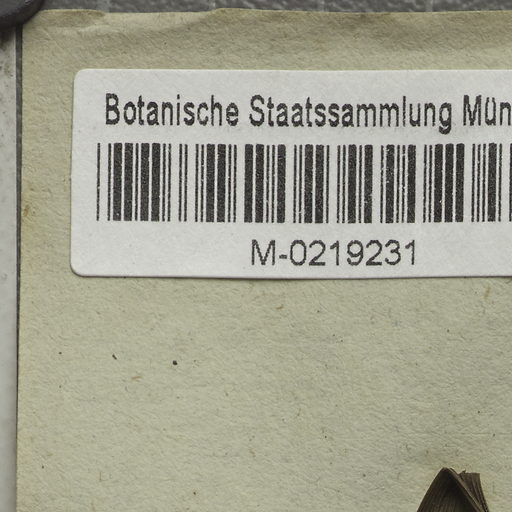 Botanische Staatssammlung Mün
M-0219231